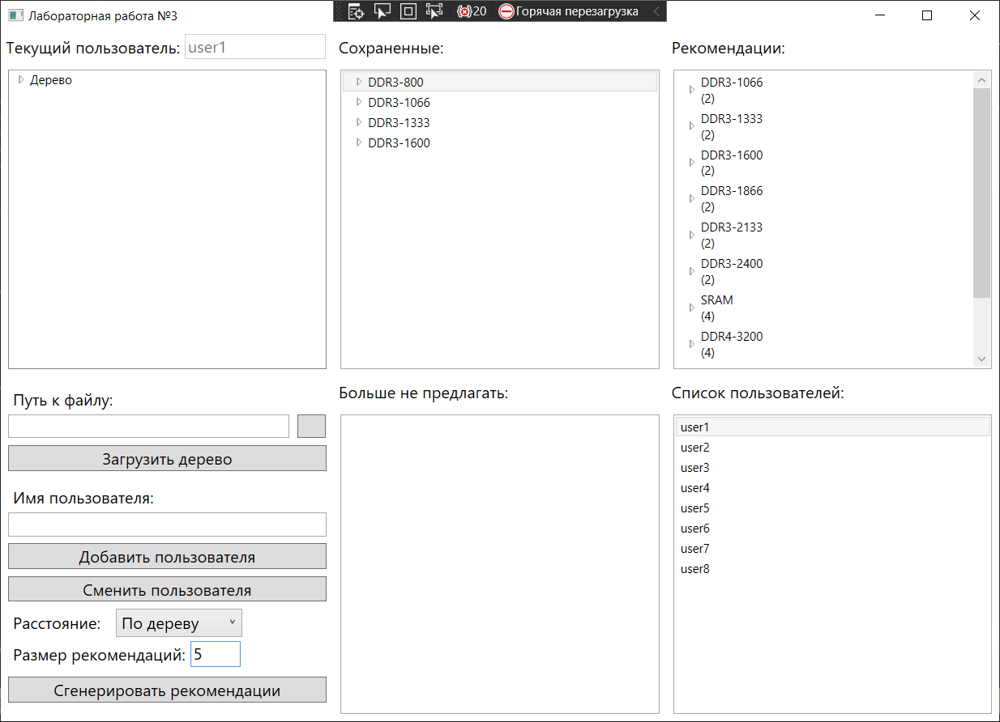 Лабораторная работа №3
20
Горячая перезагрузка
Текущий пользователь:
user1
Дерево
Сохраненные:
DDR3-800
DDR3-1066
DDR3-1333
DDR3-1600
Рекомендации:
DDR3-1066
(2)
DDR3-1333
(2)
DDR3-1600
(2)
DDR3-1866
(2)
DDR3-2133
(2)
DDR3-2400
(2)
SRAM
(4)
DDR4-3200
(4)
Путь к файлу:
Загрузить дерево
Имя пользователя:
Добавить пользователя
Сменить пользователя
Расстояние:
По дереву
Размер рекомендаций:
5
Сгенерировать рекомендации
Больше не предлагать:
Список пользователей:
user1
user2
user3
user4
user5
user6
user7
user8